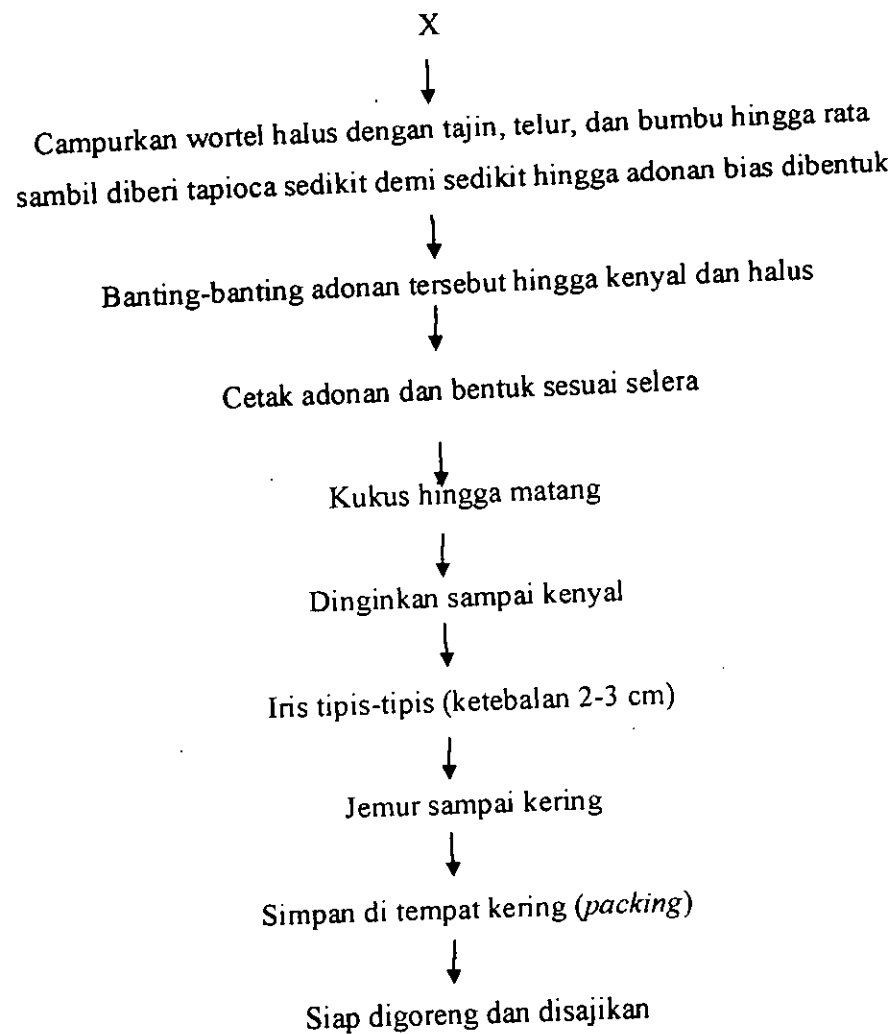 X
Campurkan wortel halus dengan tajin, telur, dan bumbu hingga rata
sambil diberi tapioca sedikit demi sedikit hingga adonan bias dibentuk
Banting-banting adonan tersebut hingga kenyal dan halus
Cetak adonan dan bentuk sesuai selera
Kukus hingga matang
Dinginkan sampai kenyal
Iris tipis-tipis (ketebalan 2-3 cm)
Jemur sampai kering
Simpan di tempat kering (packing)
Siap digoreng dan disajikan